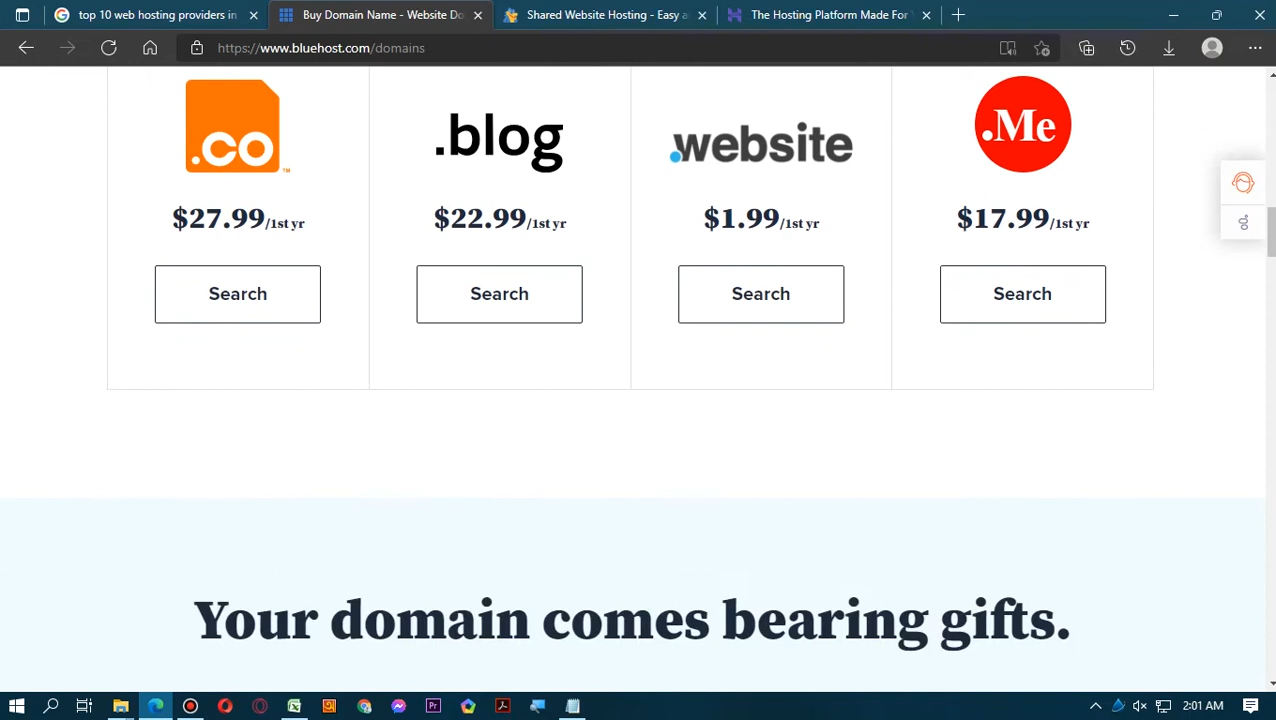 top 10 web hosting providers in
Buy Domain Name - Website Do
Shared Website Hosting - Easy a
The Hosting Platform Made For
https://www.bluehost.com/domains
.co™
.blog
.website
.Me
$27.99/1st yr
$22.99/1st yr
$1.99/1st yr
$17.99/1st yr
Search
Search
Search
Search
Your domain comes bearing gifts.
2:01 AM